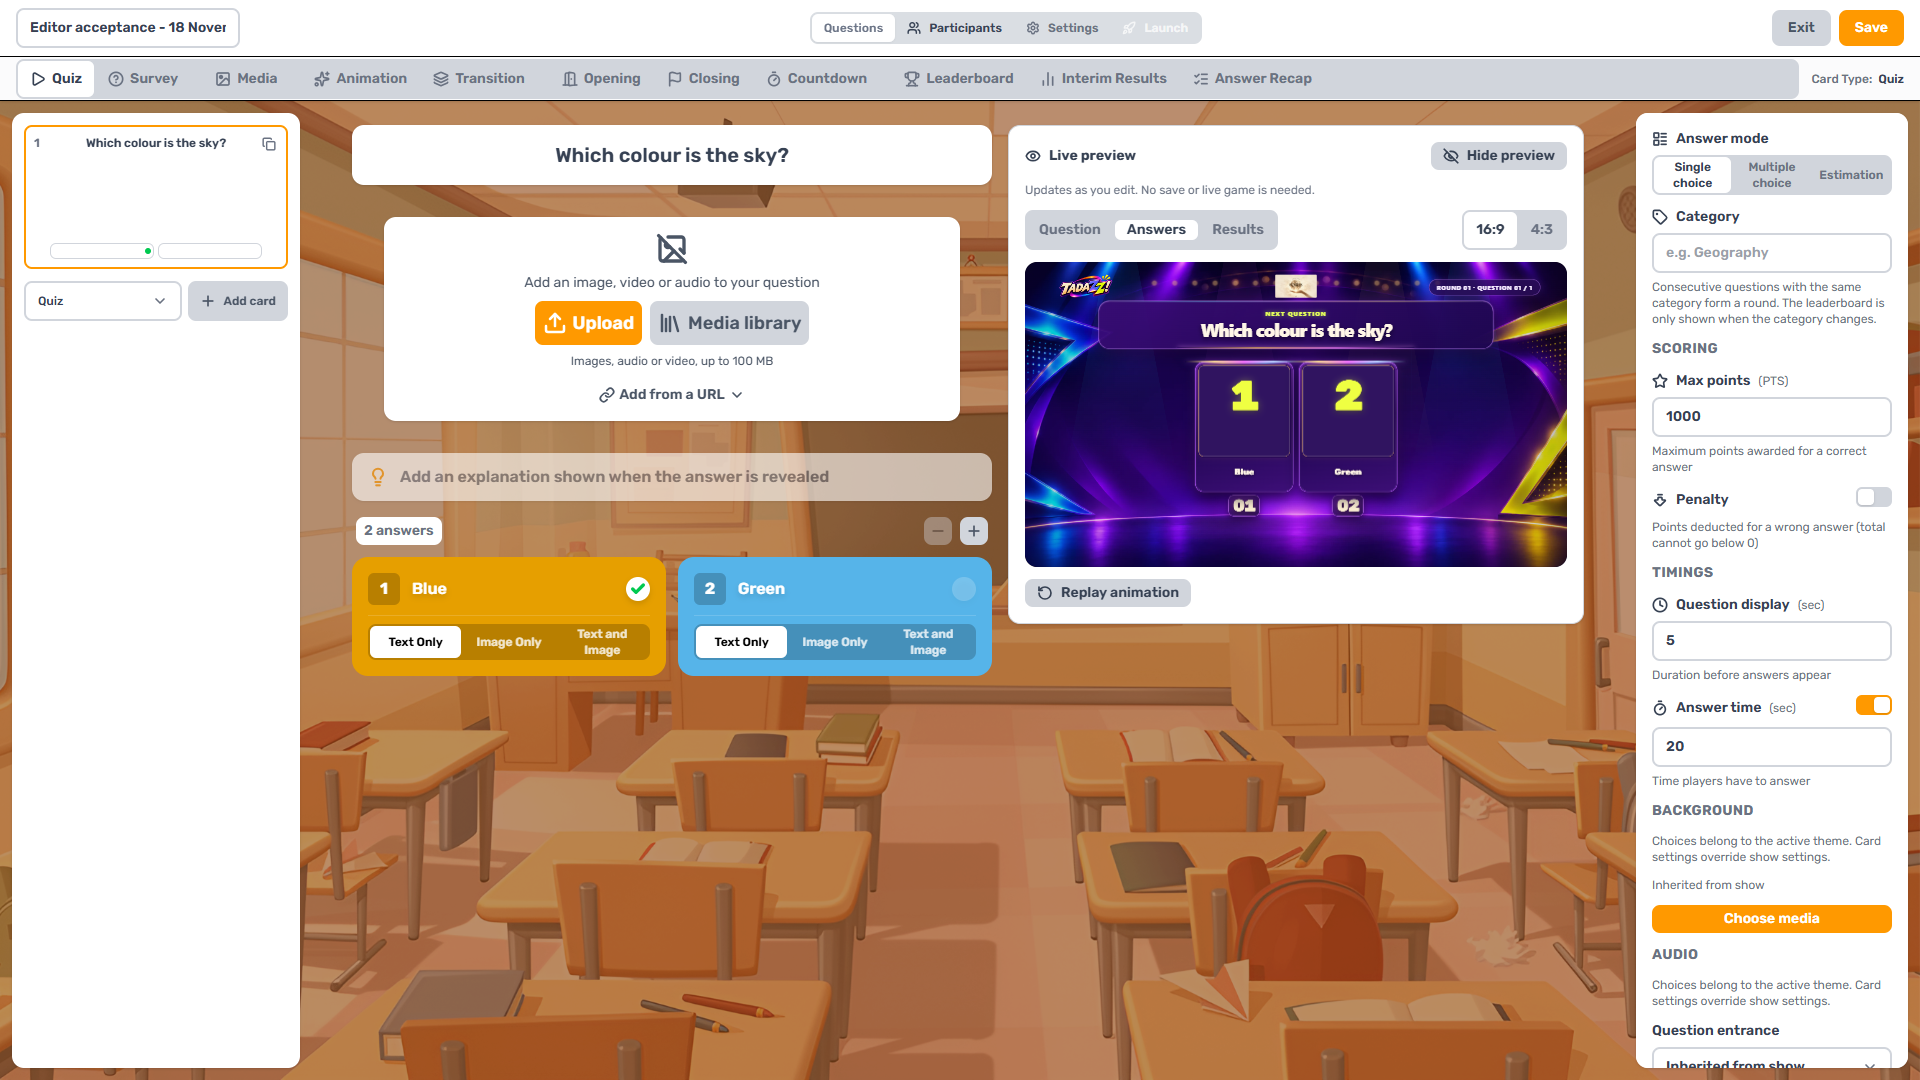 Editor acceptance - 18 Nover
Questions
Participants
Settings
Launch
Exit
Save
Quiz
Survey
Media
Animation
Transition
Opening
Closing
Countdown
Leaderboard
Interim Results
Answer Recap
Card Type: Quiz
1
Which colour is the sky?
Quiz
Add card
Which colour is the sky?
Add an image, video or audio to your question
Upload
Media library
Images, audio or video, up to 100 MB
Add from a URL
Add an explanation shown when the answer is revealed
2 answers
1
Blue
Text Only
Image Only
Text and
Image
2
Green
Text Only
Image Only
Text and
Image
Live preview
Hide preview
Updates as you edit. No save or live game is needed.
Question
Answers
Results
16:9
4:3
TADAZZ!
ROUND 01 · QUESTION 01 / 1
NEXT QUESTION
Which colour is the sky?
1
2
Blue
Green
01
02
Replay animation
Answer mode
Single
choice
Multiple
choice
Estimation
Category
e.g. Geography
Consecutive questions with the same
category form a round. The leaderboard is
only shown when the category changes.
SCORING
Max points (PTS)
1000
Maximum points awarded for a correct
answer
Penalty
Points deducted for a wrong answer (total
cannot go below 0)
TIMINGS
Question display (sec)
5
Duration before answers appear
Answer time (sec)
20
Time players have to answer
BACKGROUND
Choices belong to the active theme. Card
settings override show settings.
Inherited from show
Choose media
AUDIO
Choices belong to the active theme. Card
settings override show settings.
Question entrance
Inherited from show